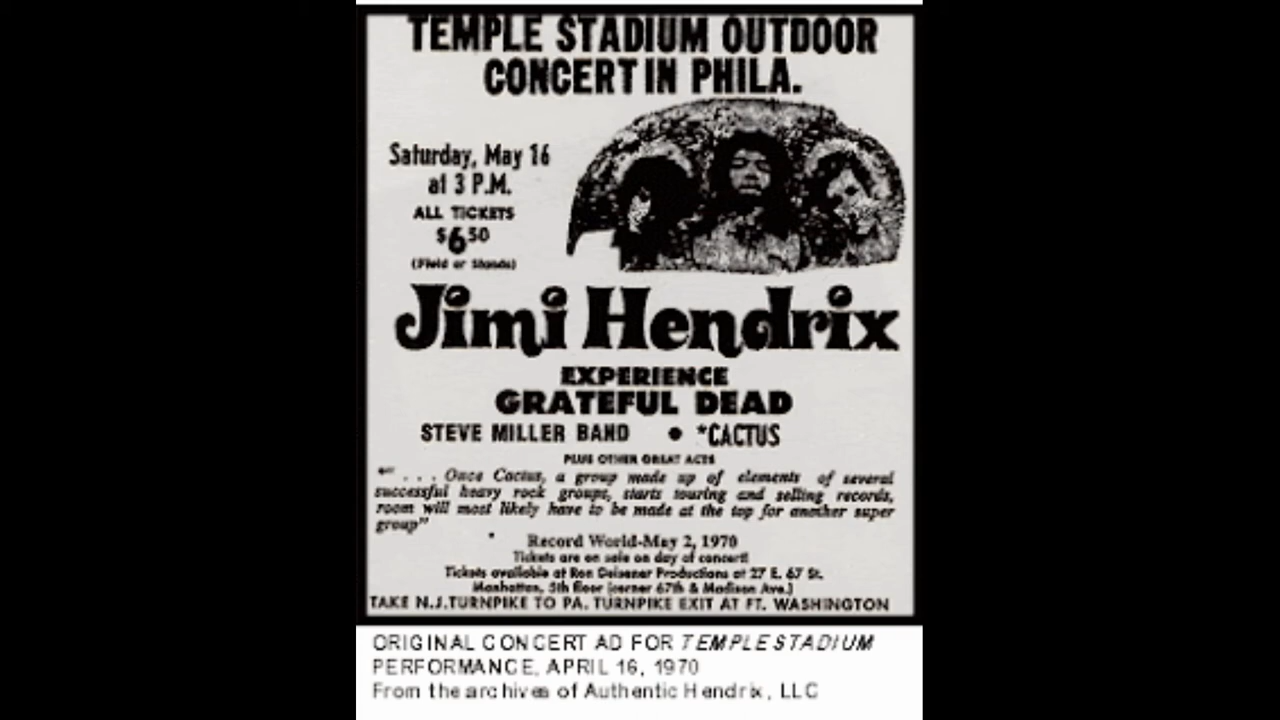 TEMPLE STADIUM OUTDOOR
CONCERT IN PHILA.
Saturday, May 16
at 3 P.M.
ALL TICKETS
$6.50
(Field or Stands)
Jimi Hendrix
EXPERIENCE
GRATEFUL DEAD
STEVE MILLER BAND • *CACTUS
PLUS OTHER GREAT ACTS
". . . Once Cactus, a group made up of elements of several
successful heavy rock groups, starts touring and selling records,
room will most likely have to be made at the top for another super
group"
* Record World-May 2, 1970
Tickets are on sale on day of concert!
Tickets available at Ron Productions at 27 E. 67 St.
Manhattan, 5th floor (corner 67th & Madison Ave.)
TAKE N.J. TURNPIKE TO PA. TURNPIKE EXIT AT FT. WASHINGTON
ORIGINAL CONCERT AD FOR TEMPLE STADIUM
PERFORMANCE, APRIL 16, 1970
From the archives of Authentic Hendrix, LLC